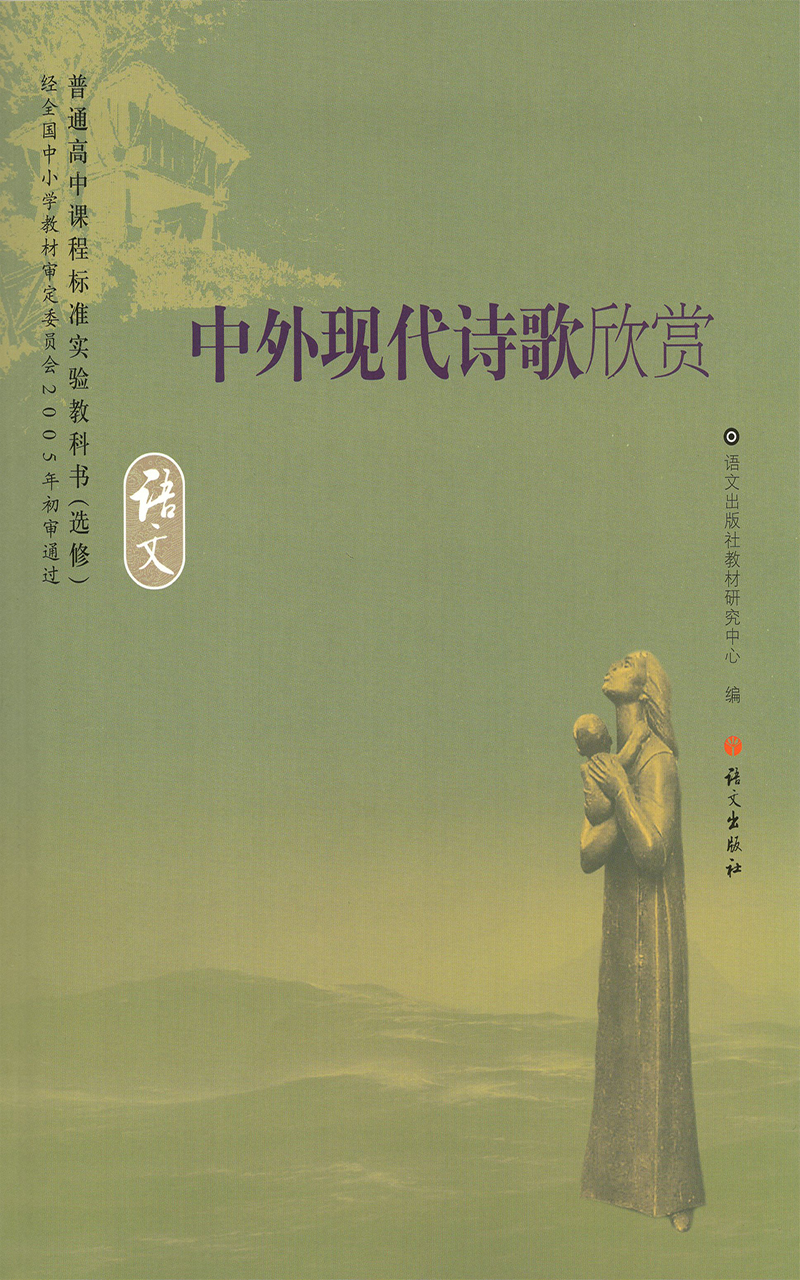 普通高中课程标准实验教科书（选修）
经全国中小学教材审定委员会2005年初审通过
中外现代诗歌欣赏
语文
语文出版社教材研究中心 编
语文出版社